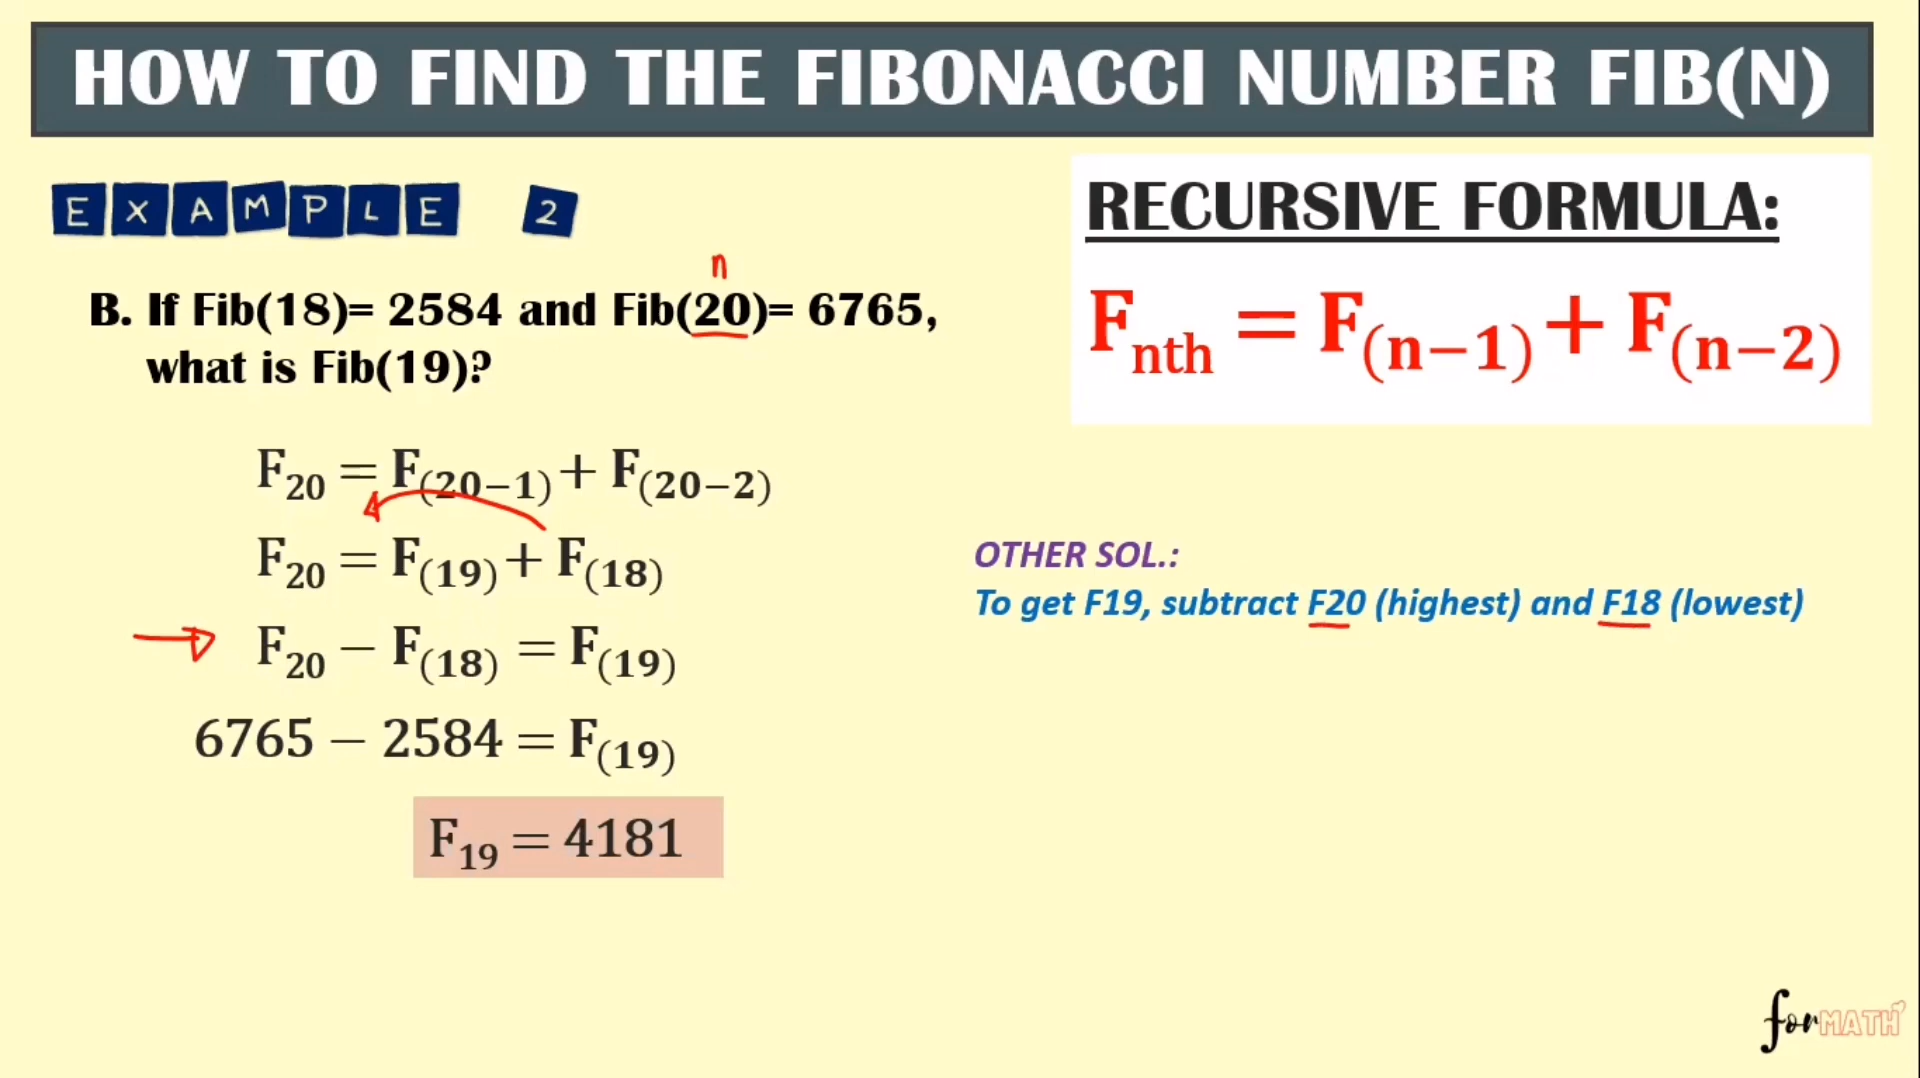 HOW TO FIND THE FIBONACCI NUMBER FIB(N)
EXAMPLE 2
n
B. If Fib(18)= 2584 and Fib(20)= 6765,
what is Fib(19)?
RECURSIVE FORMULA:
Fnth = F(n−1) + F(n−2)
F20 = F(20−1) + F(20−2)
F20 = F(19) + F(18)
F20 − F(18) = F(19)
6765 − 2584 = F(19)
F19 = 4181
OTHER SOL.:
To get F19, subtract F20 (highest) and F18 (lowest)
forMATH